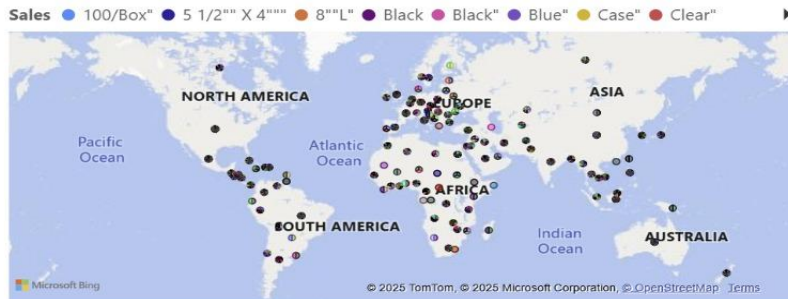 Sales 100/Box" 5 1/2"" X 4""" 8""L" Black Black" Blue" Case" Clear"
NORTH AMERICA
ASIA
EUROPE
Pacific
Ocean
Atlantic
Ocean
AFRICA
SOUTH AMERICA
Indian
Ocean
AUSTRALIA
Microsoft Bing
© 2025 TomTom, © 2025 Microsoft Corporation, © OpenStreetMap Terms